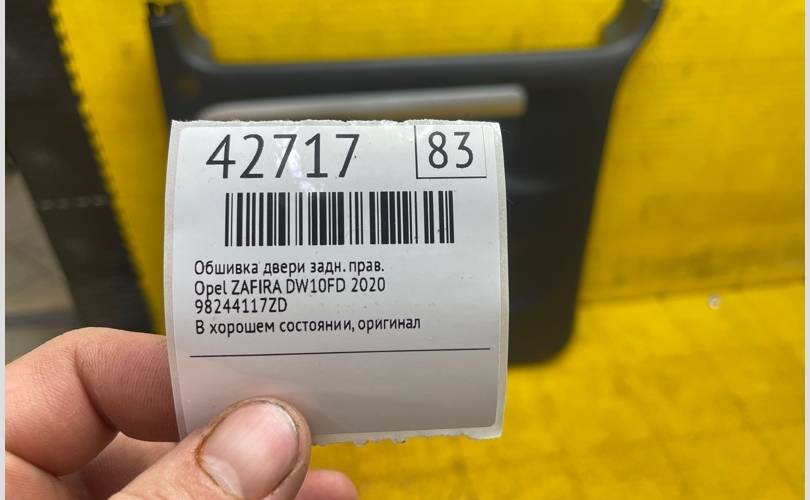 42717
83
Обшивка двери задн. прав.
Opel ZAFIRA DW10FD 2020
98244117ZD
В хорошем состоянии, оригинал